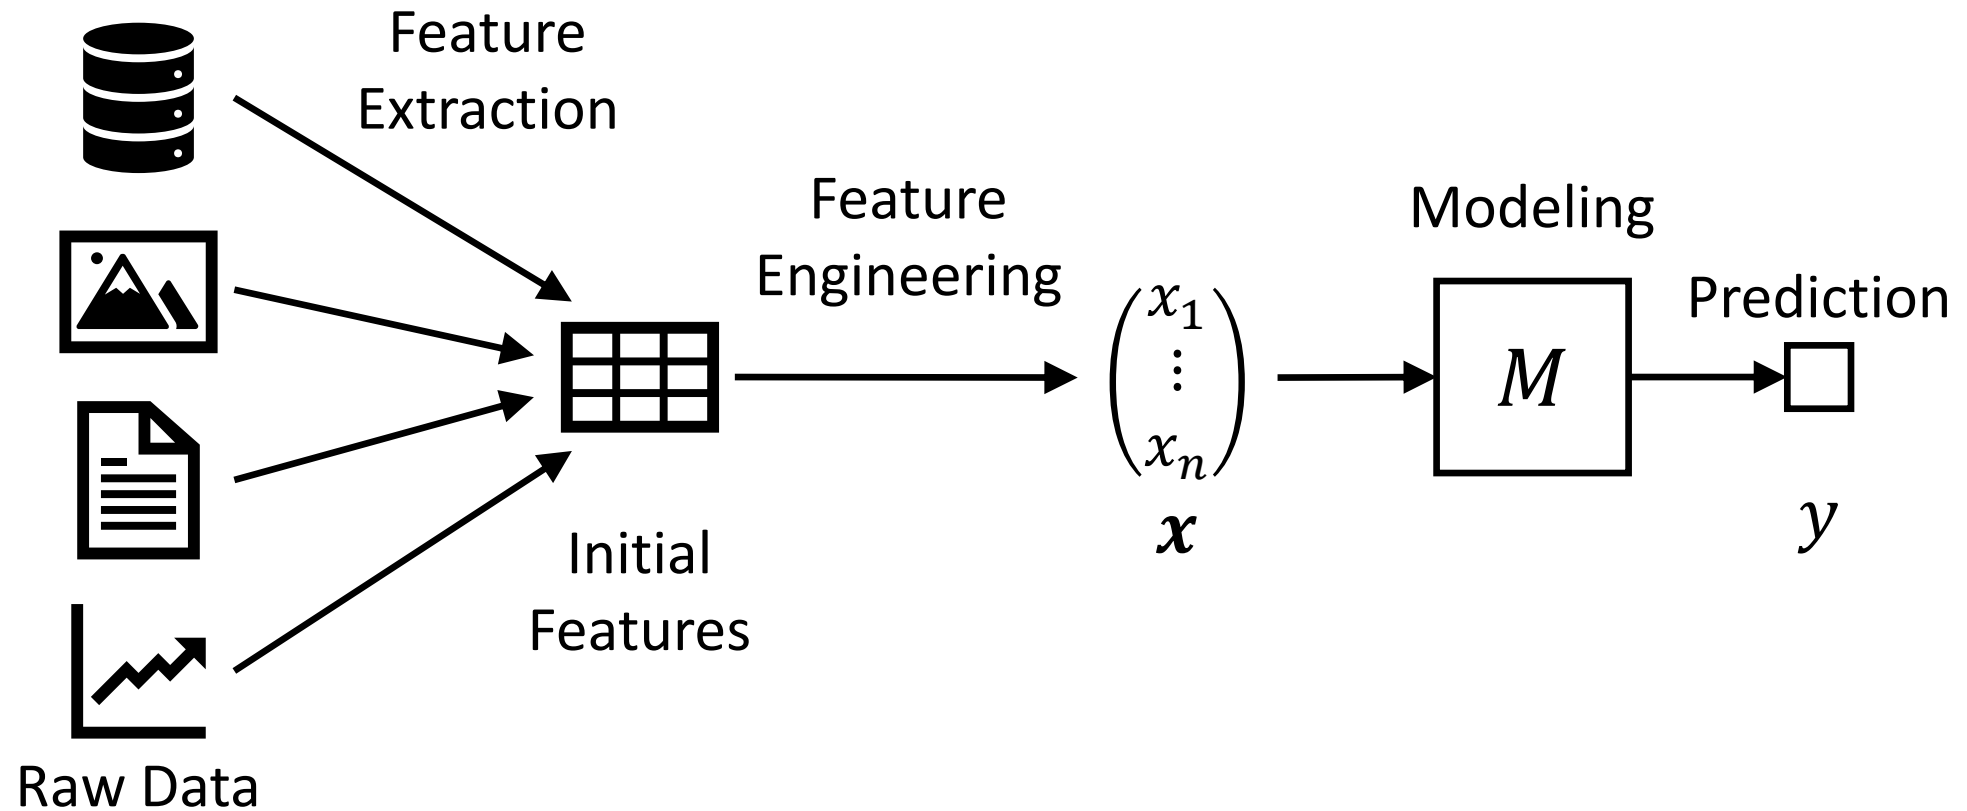 Feature
Extraction
Feature
Engineering
Modeling
Prediction
x₁
⋮
xₙ
x
M
y
Initial
Features
Raw Data